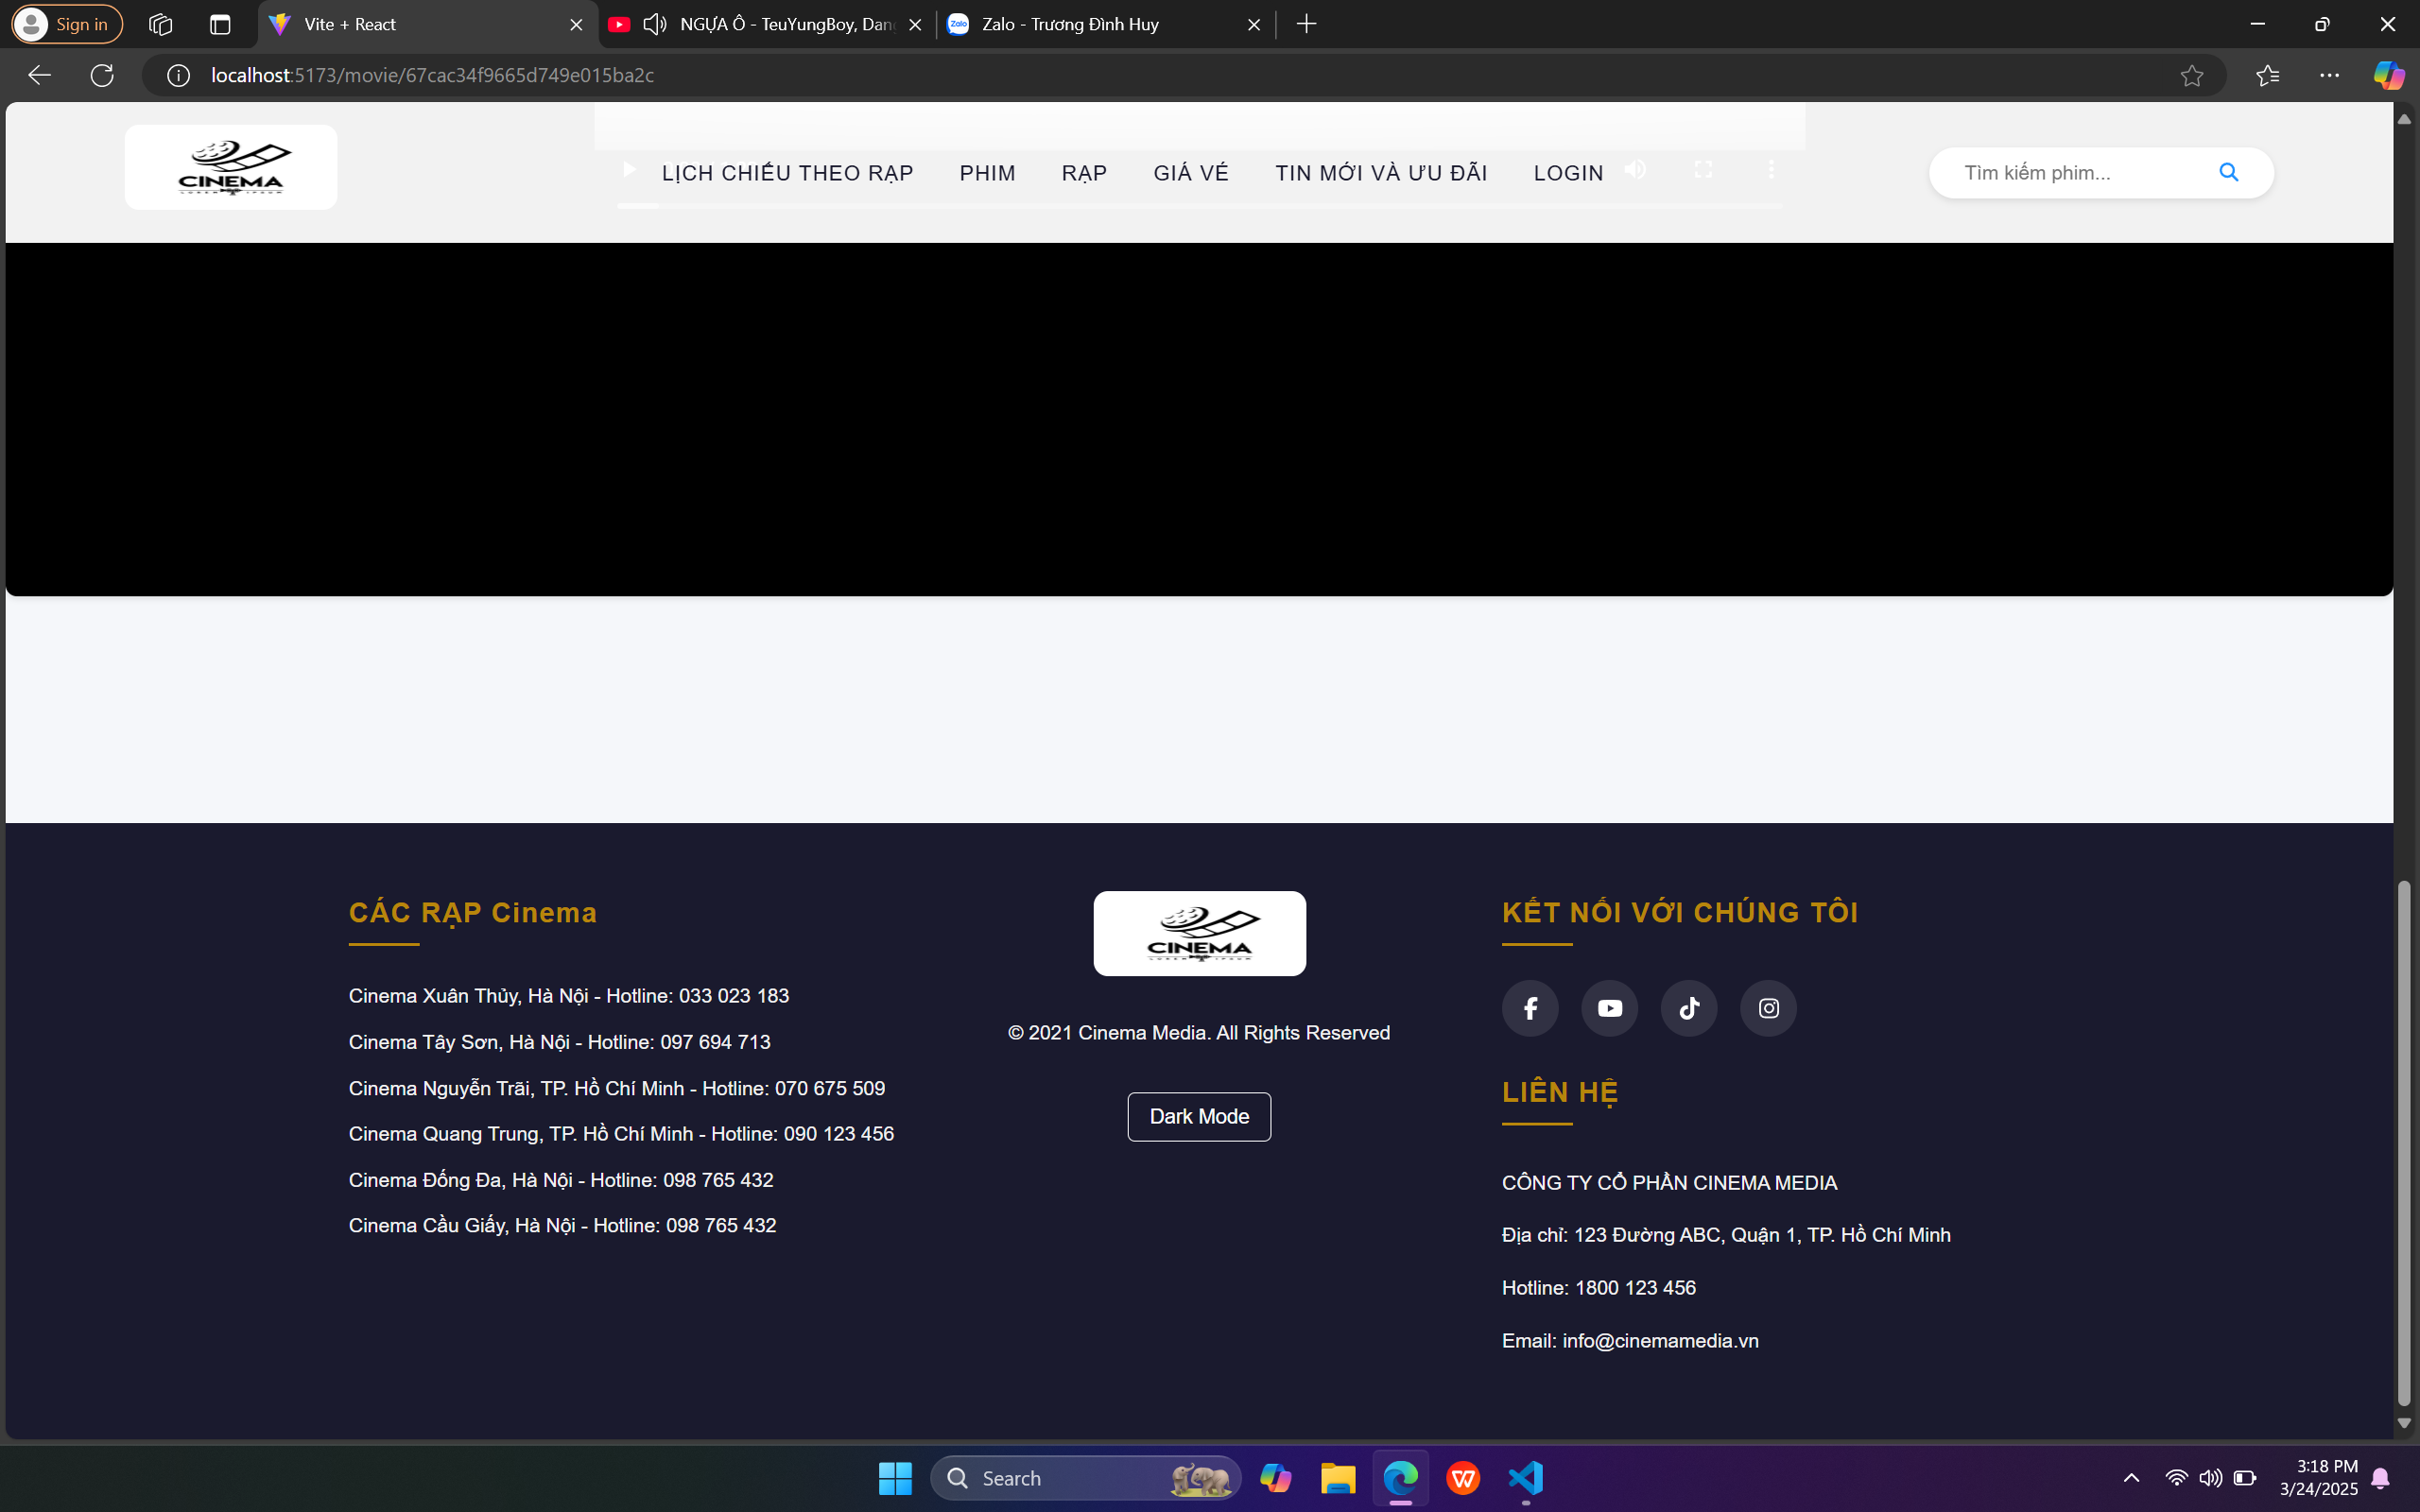 Sign in
Vite + React
NGỰA Ô - TeuYungBoy, Dan
Zalo - Trương Đình Huy
localhost:5173/movie/67cac34f9665d749e015ba2c
CINEMA
LỊCH CHIẾU THEO RẠP
PHIM
RẠP
GIÁ VÉ
TIN MỚI VÀ ƯU ĐÃI
LOGIN
Tìm kiếm phim...
CÁC RẠP Cinema
Cinema Xuân Thủy, Hà Nội - Hotline: 033 023 183
Cinema Tây Sơn, Hà Nội - Hotline: 097 694 713
Cinema Nguyễn Trãi, TP. Hồ Chí Minh - Hotline: 070 675 509
Cinema Quang Trung, TP. Hồ Chí Minh - Hotline: 090 123 456
Cinema Đống Đa, Hà Nội - Hotline: 098 765 432
Cinema Cầu Giấy, Hà Nội - Hotline: 098 765 432
CINEMA
LOREM IPSUM
© 2021 Cinema Media. All Rights Reserved
Dark Mode
KẾT NỐI VỚI CHÚNG TÔI
LIÊN HỆ
CÔNG TY CỔ PHẦN CINEMA MEDIA
Địa chỉ: 123 Đường ABC, Quận 1, TP. Hồ Chí Minh
Hotline: 1800 123 456
Email: info@cinemamedia.vn
Search
3:18 PM
3/24/2025